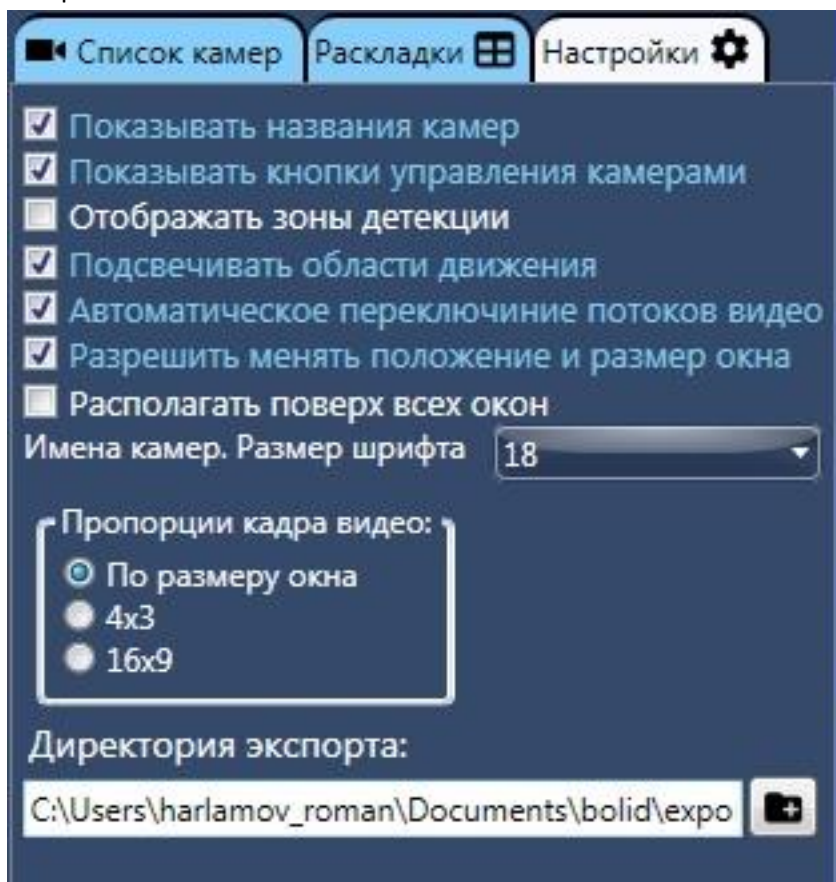 Список камер Раскладки Настройки
Показывать названия камер
Показывать кнопки управления камерами
Отображать зоны детекции
Подсвечивать области движения
Автоматическое переключиние потоков видео
Разрешить менять положение и размер окна
Располагать поверх всех окон
Имена камер. Размер шрифта 18
Пропорции кадра видео:
По размеру окна
4x3
16x9
Директория экспорта:
C:\Users\harlamov_roman\Documents\bolid\expo